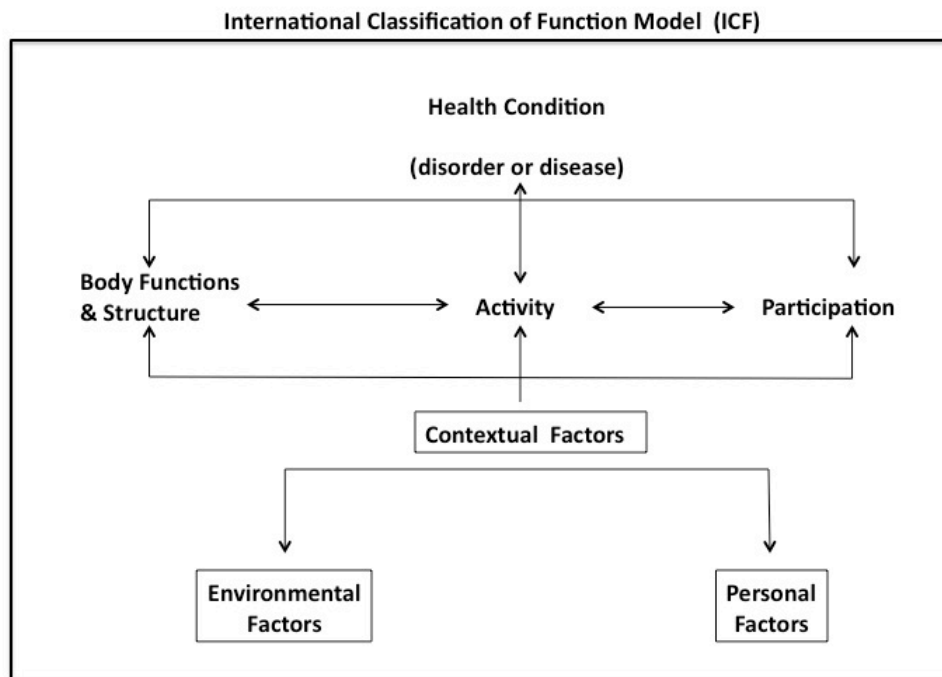 International Classification of Function Model (ICF)
Health Condition
(disorder or disease)
Body Functions
& Structure
Activity
Participation
Contextual Factors
Environmental
Factors
Personal
Factors